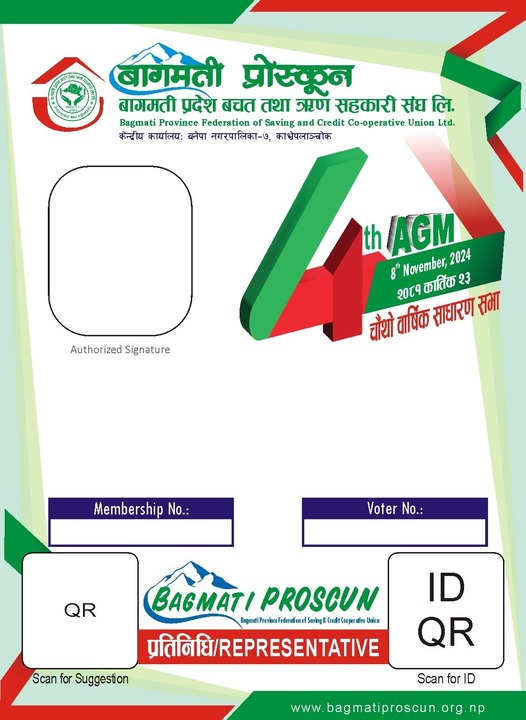 बागमती प्रोस्कून
बागमती प्रदेश बचत तथा ऋण सहकारी संघ लि.
Bagmati Province Federation of Saving and Credit Co-operative Union Ltd.
केन्द्रीय कार्यालय: बनेपा नगरपालिका-७, काभ्रेपलाञ्चोक
4th AGM
8th November, 2024
२०८१ कार्तिक २३
चौथो वार्षिक साधारण सभा
Authorized Signature
Membership No.:
Voter No.:
QR
BAGMATI PROSCUN
Bagmati Province Federation of Saving & Credit Cooperative Union
प्रतिनिधि/REPRESENTATIVE
ID
QR
Scan for Suggestion
Scan for ID
www.bagmatiproscun.org.np